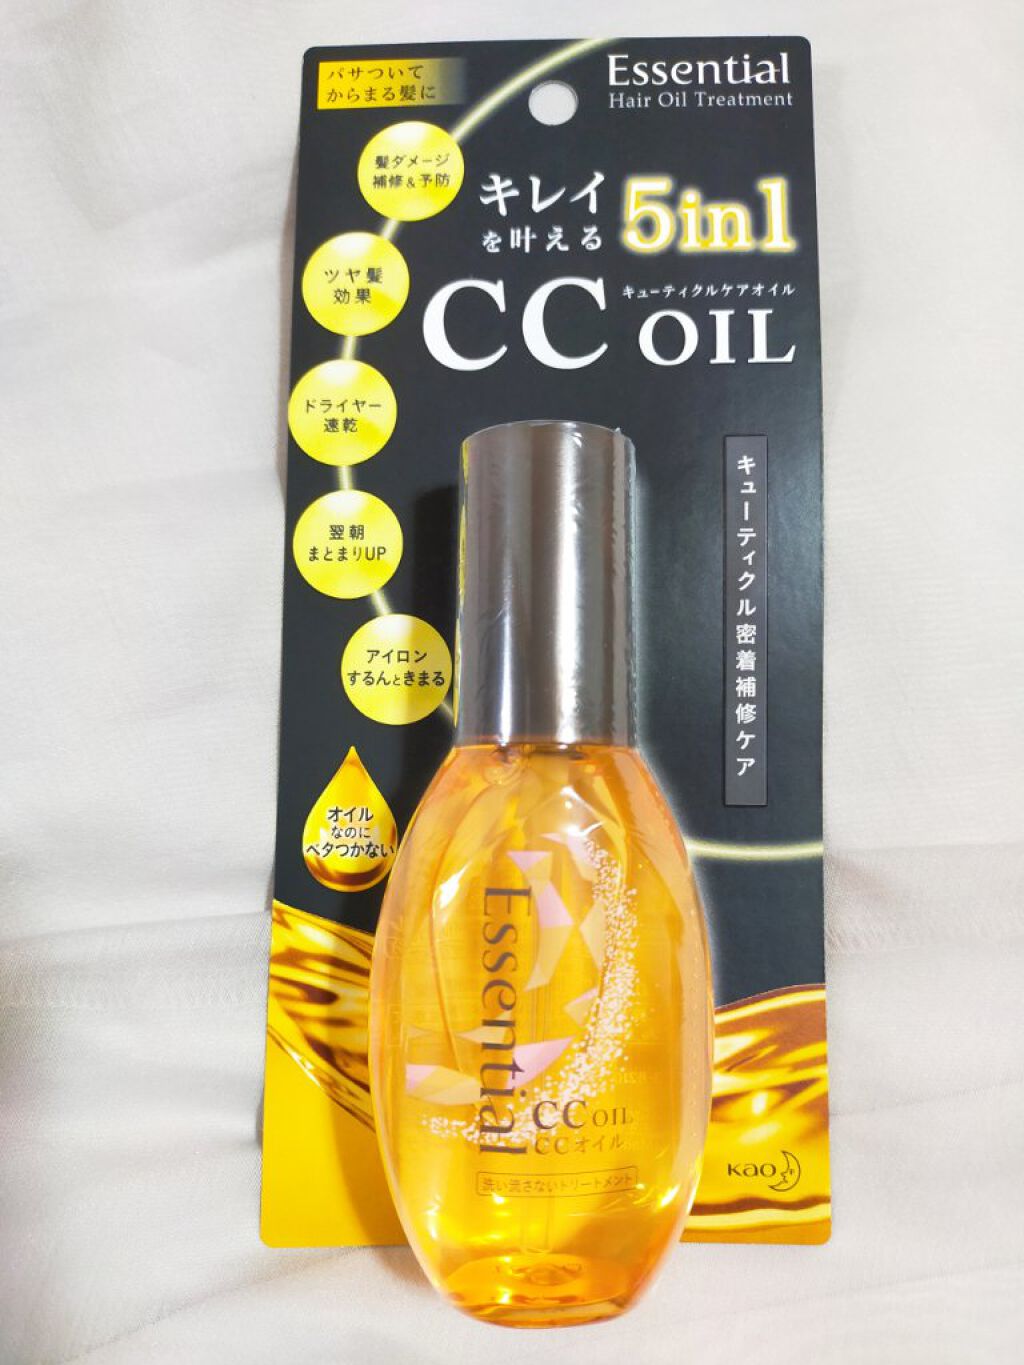 パサついて
からまる髪に
Essential
Hair Oil Treatment
髪ダメージ
補修&予防
キレイ
を叶える
5in1
ツヤ髪
効果
キューティクルケアオイル
CC OIL
ドライヤー
速乾
翌朝
まとまりUP
アイロン
するんときまる
キューティクル密着補修ケア
オイル
なのに
ベタつかない
Essential
CC OIL
CCオイル
洗い流さないトリートメント
Kao